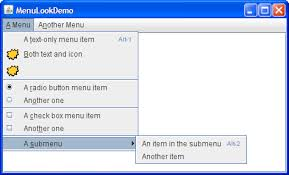 MenuLookDemo
A Menu Another Menu
A text-only menu item Alt-1
Both text and icon
A radio button menu item
Another one
A check box menu item
Another one
A submenu
An item in the submenu Alt-2
Another item